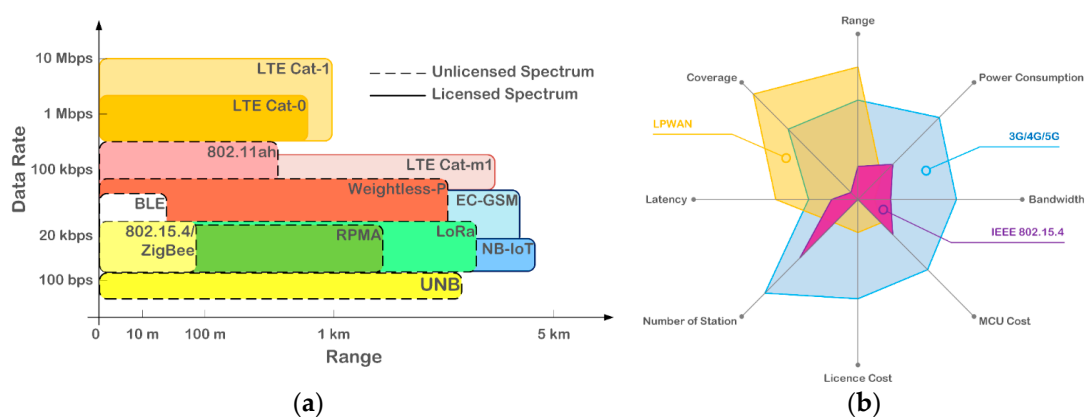 10 Mbps
1 Mbps
100 kbps
20 kbps
100 bps
Data Rate
LTE Cat-1
LTE Cat-0
802.11ah
LTE Cat-m1
Weightless-P
BLE
EC-GSM
802.15.4/
ZigBee
RPMA
LoRa
NB-IoT
UNB
Unlicensed Spectrum
Licensed Spectrum
0
10 m
100 m
1 km
5 km
Range
(a)
Range
Coverage
Power Consumption
LPWAN
3G/4G/5G
Latency
Bandwidth
IEEE 802.15.4
Number of Station
MCU Cost
Licence Cost
(b)